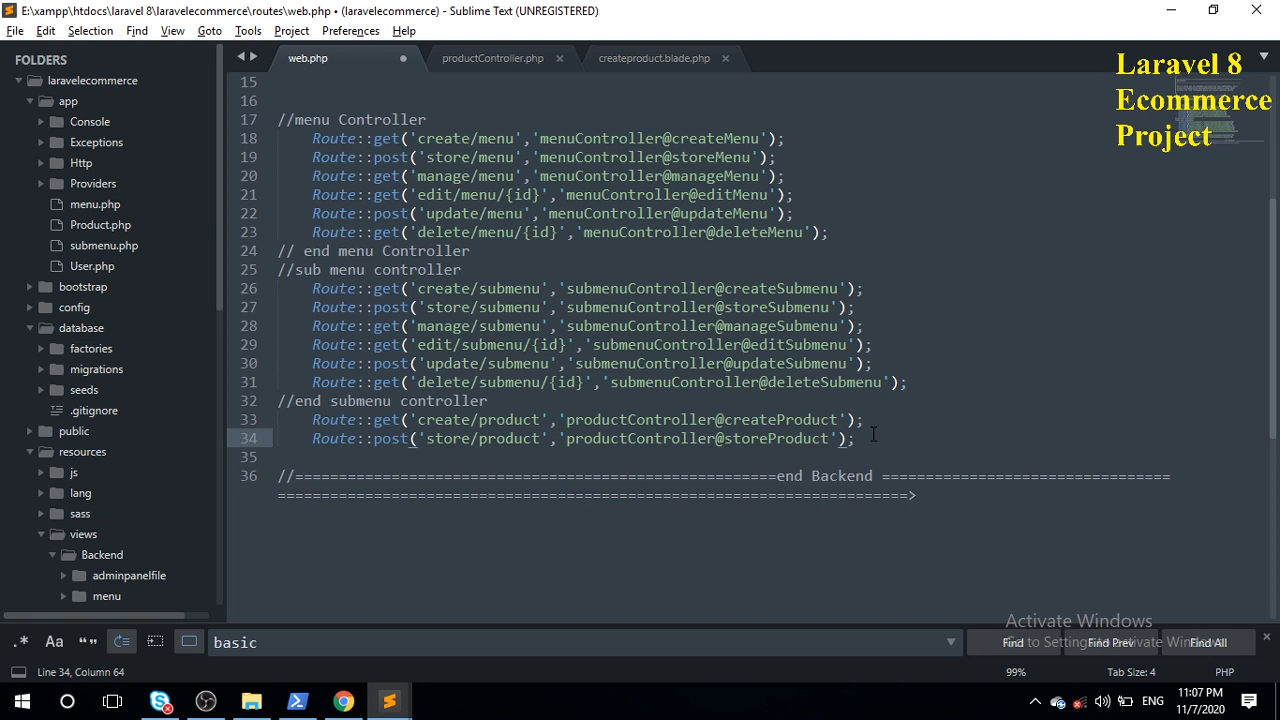 E:\xampp\htdocs\laravel 8\laravelecommerce\routes\web.php • (laravelecommerce) - Sublime Text (UNREGISTERED)
File Edit Selection Find View Goto Tools Project Preferences Help
FOLDERS
laravelecommerce
app
Console
Exceptions
Http
Providers
menu.php
Product.php
submenu.php
User.php
bootstrap
config
database
factories
migrations
seeds
.gitignore
public
resources
js
lang
sass
views
Backend
adminpanelfile
menu
web.php productController.php createproduct.blade.php
Laravel 8
Ecommerce
Project
15
16
17 //menu Controller
18 Route::get('create/menu','menuController@createMenu');
19 Route::post('store/menu','menuController@storeMenu');
20 Route::get('manage/menu','menuController@manageMenu');
21 Route::get('edit/menu/{id}','menuController@editMenu');
22 Route::post('update/menu','menuController@updateMenu');
23 Route::get('delete/menu/{id}','menuController@deleteMenu');
24 // end menu Controller
25 //sub menu controller
26 Route::get('create/submenu','submenuController@createSubmenu');
27 Route::post('store/submenu','submenuController@storeSubmenu');
28 Route::get('manage/submenu','submenuController@manageSubmenu');
29 Route::get('edit/submenu/{id}','submenuController@editSubmenu');
30 Route::post('update/submenu','submenuController@updateSubmenu');
31 Route::get('delete/submenu/{id}','submenuController@deleteSubmenu');
32 //end submenu controller
33 Route::get('create/product','productController@createProduct');
34 Route::post('store/product','productController@storeProduct');
35
36 //=======================================================end Backend =================================
========================================================================>
Activate Windows
Go to Settings to activate Windows.
.* Aa “” basic Find Find Prev Find All
Line 34, Column 64 99% Tab Size: 4 PHP
ENG
11:07 PM
11/7/2020